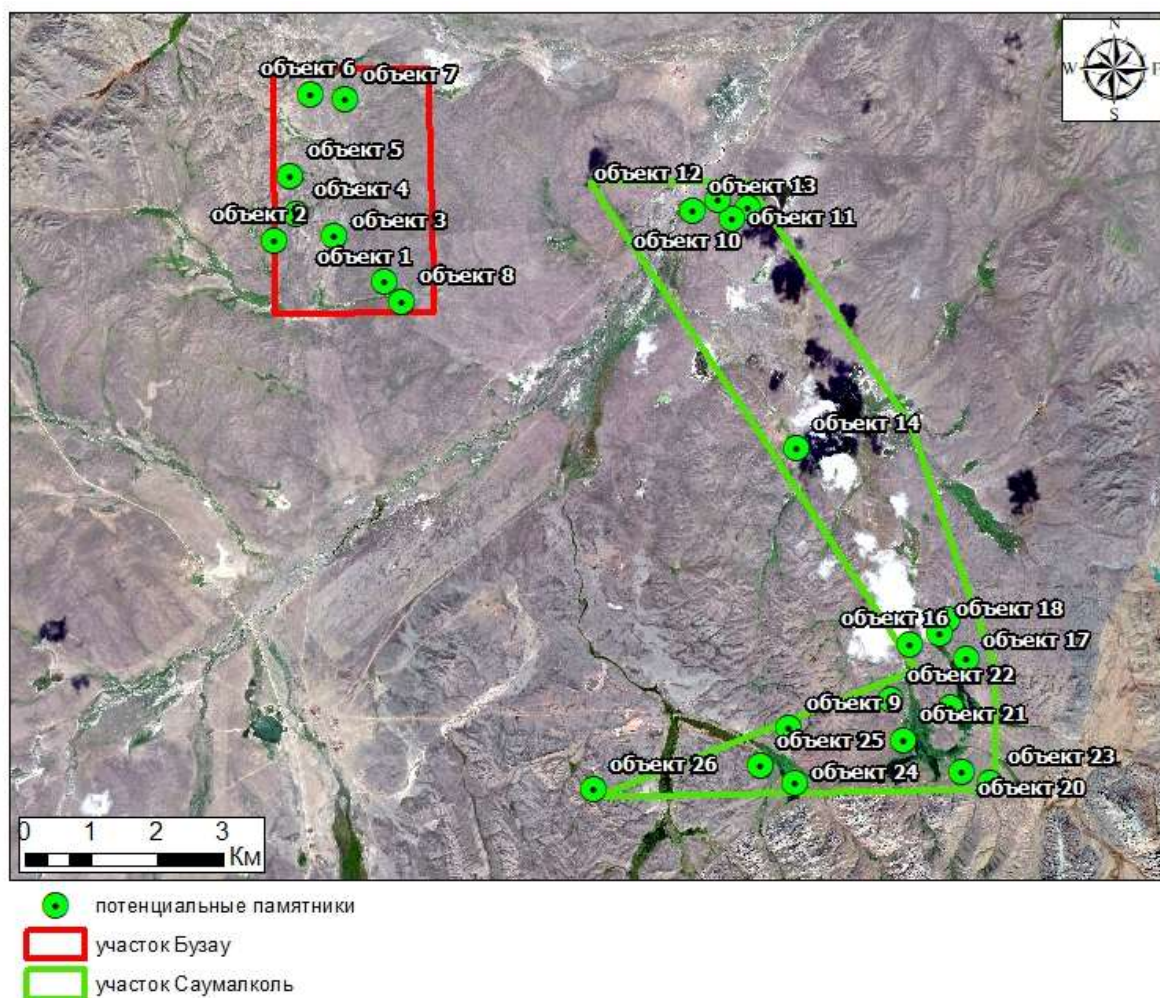 N
W
E
S
объект 6
объект 7
объект 5
объект 4
объект 2
объект 3
объект 1
объект 8
объект 12
объект 13
объект 11
объект 10
объект 14
объект 18
объект 16
объект 17
объект 22
объект 9
объект 21
объект 25
объект 23
объект 26
объект 24
объект 20
0 1 2 3
Км
потенциальные памятники
участок Бузау
участок Саумалколь